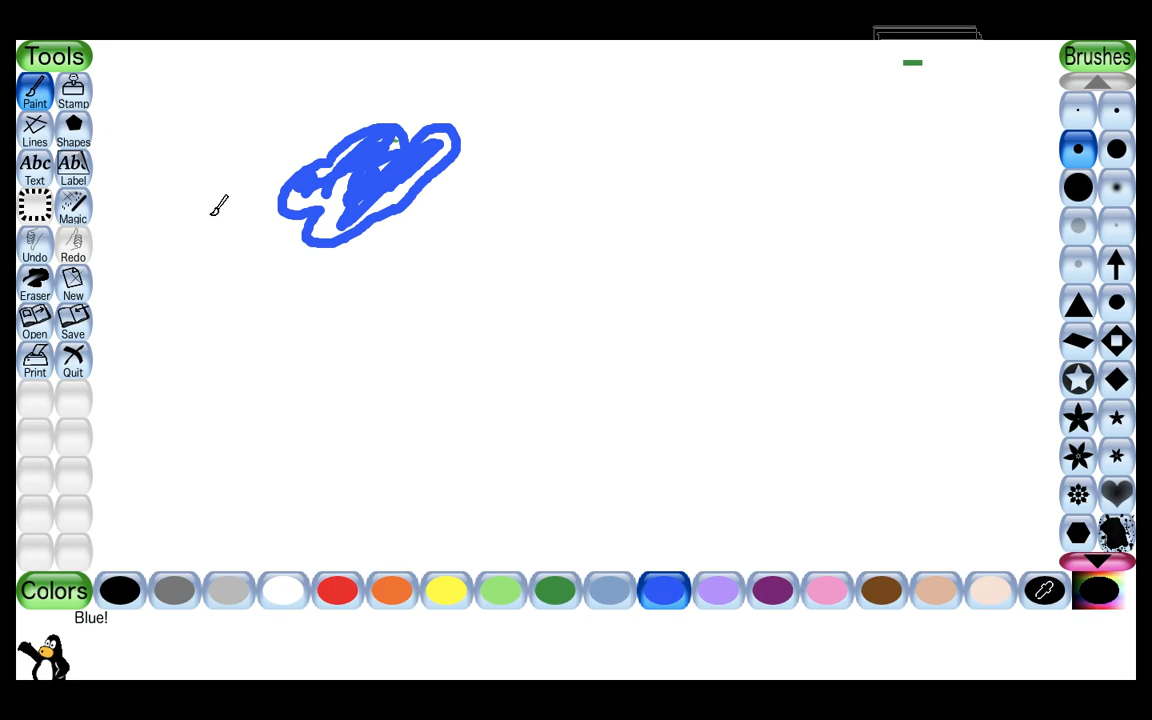 Tools
Brushes
Paint
Stamp
Lines
Shapes
Abc
Text
Label
Magic
Undo
Redo
Eraser
New
Open
Save
Print
Quit
Colors
Blue!